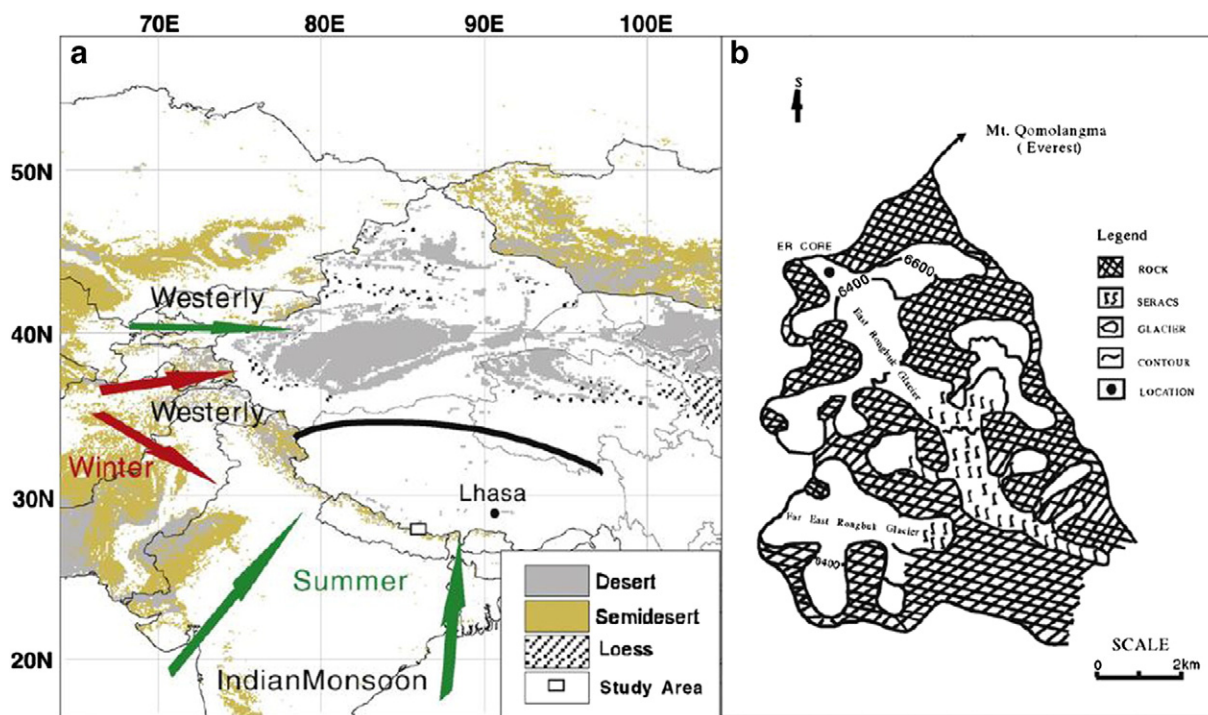 70E 80E 90E 100E
a
50N
40N
30N
20N
Westerly
Westerly
Winter
Lhasa
Summer
IndianMonsoon
Desert
Semidesert
Loess
Study Area
b
S
Mt. Qomolangma
( Everest)
ER CORE
6600
6400
East Rongbuk Glacier
Far East Rongbuk Glacier
6400
Legend
ROCK
SERACS
GLACIER
CONTOUR
LOCATION
SCALE
0 2km